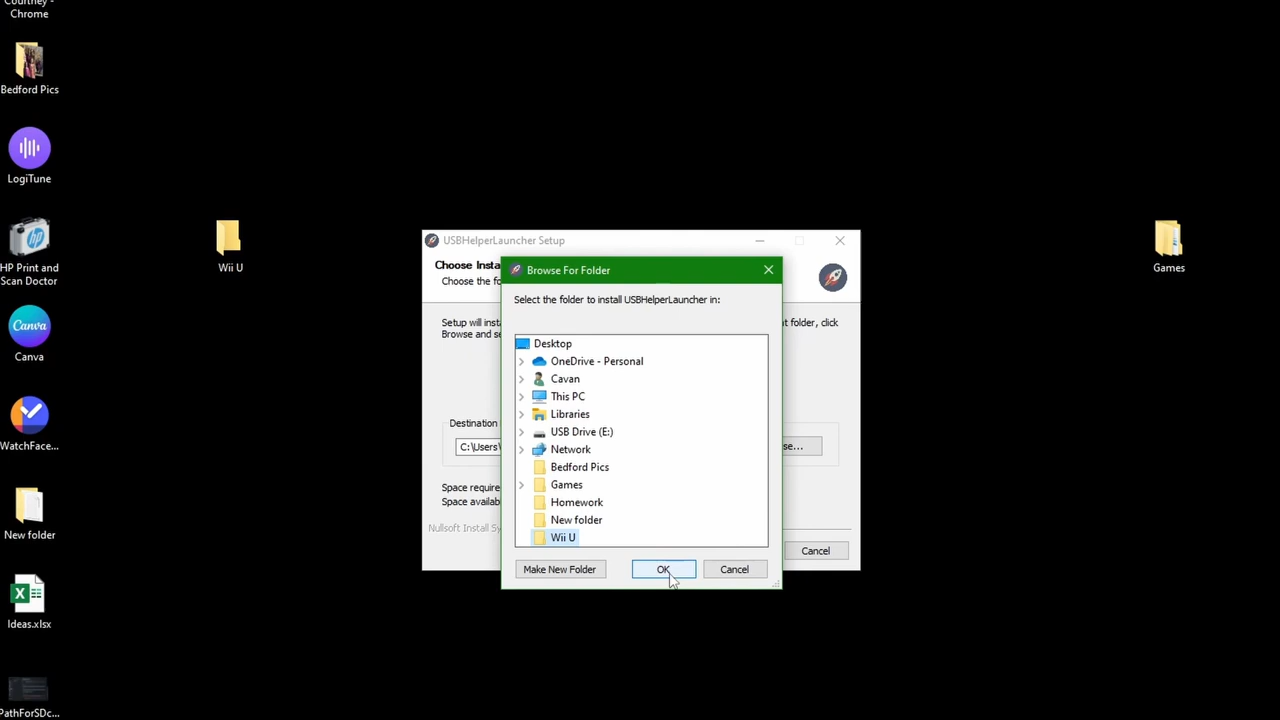 Courtney -
Chrome
Bedford Pics
LogiTune
HP Print and
Scan Doctor
Canva
Canva
WatchFace...
New folder
Ideas.xlsx
PathForSDc...
Wii U
Games
USBHelperLauncher Setup
Choose Insta
Choose the fo
Setup will insta
t folder, click
Browse and se
Destination
C:\Users\
se...
Space require
Space availab
Nullsoft Install Sy
Cancel
Browse For Folder
Select the folder to install USBHelperLauncher in:
Desktop
OneDrive - Personal
Cavan
This PC
Libraries
USB Drive (E:)
Network
Bedford Pics
Games
Homework
New folder
Wii U
Make New Folder
OK
Cancel